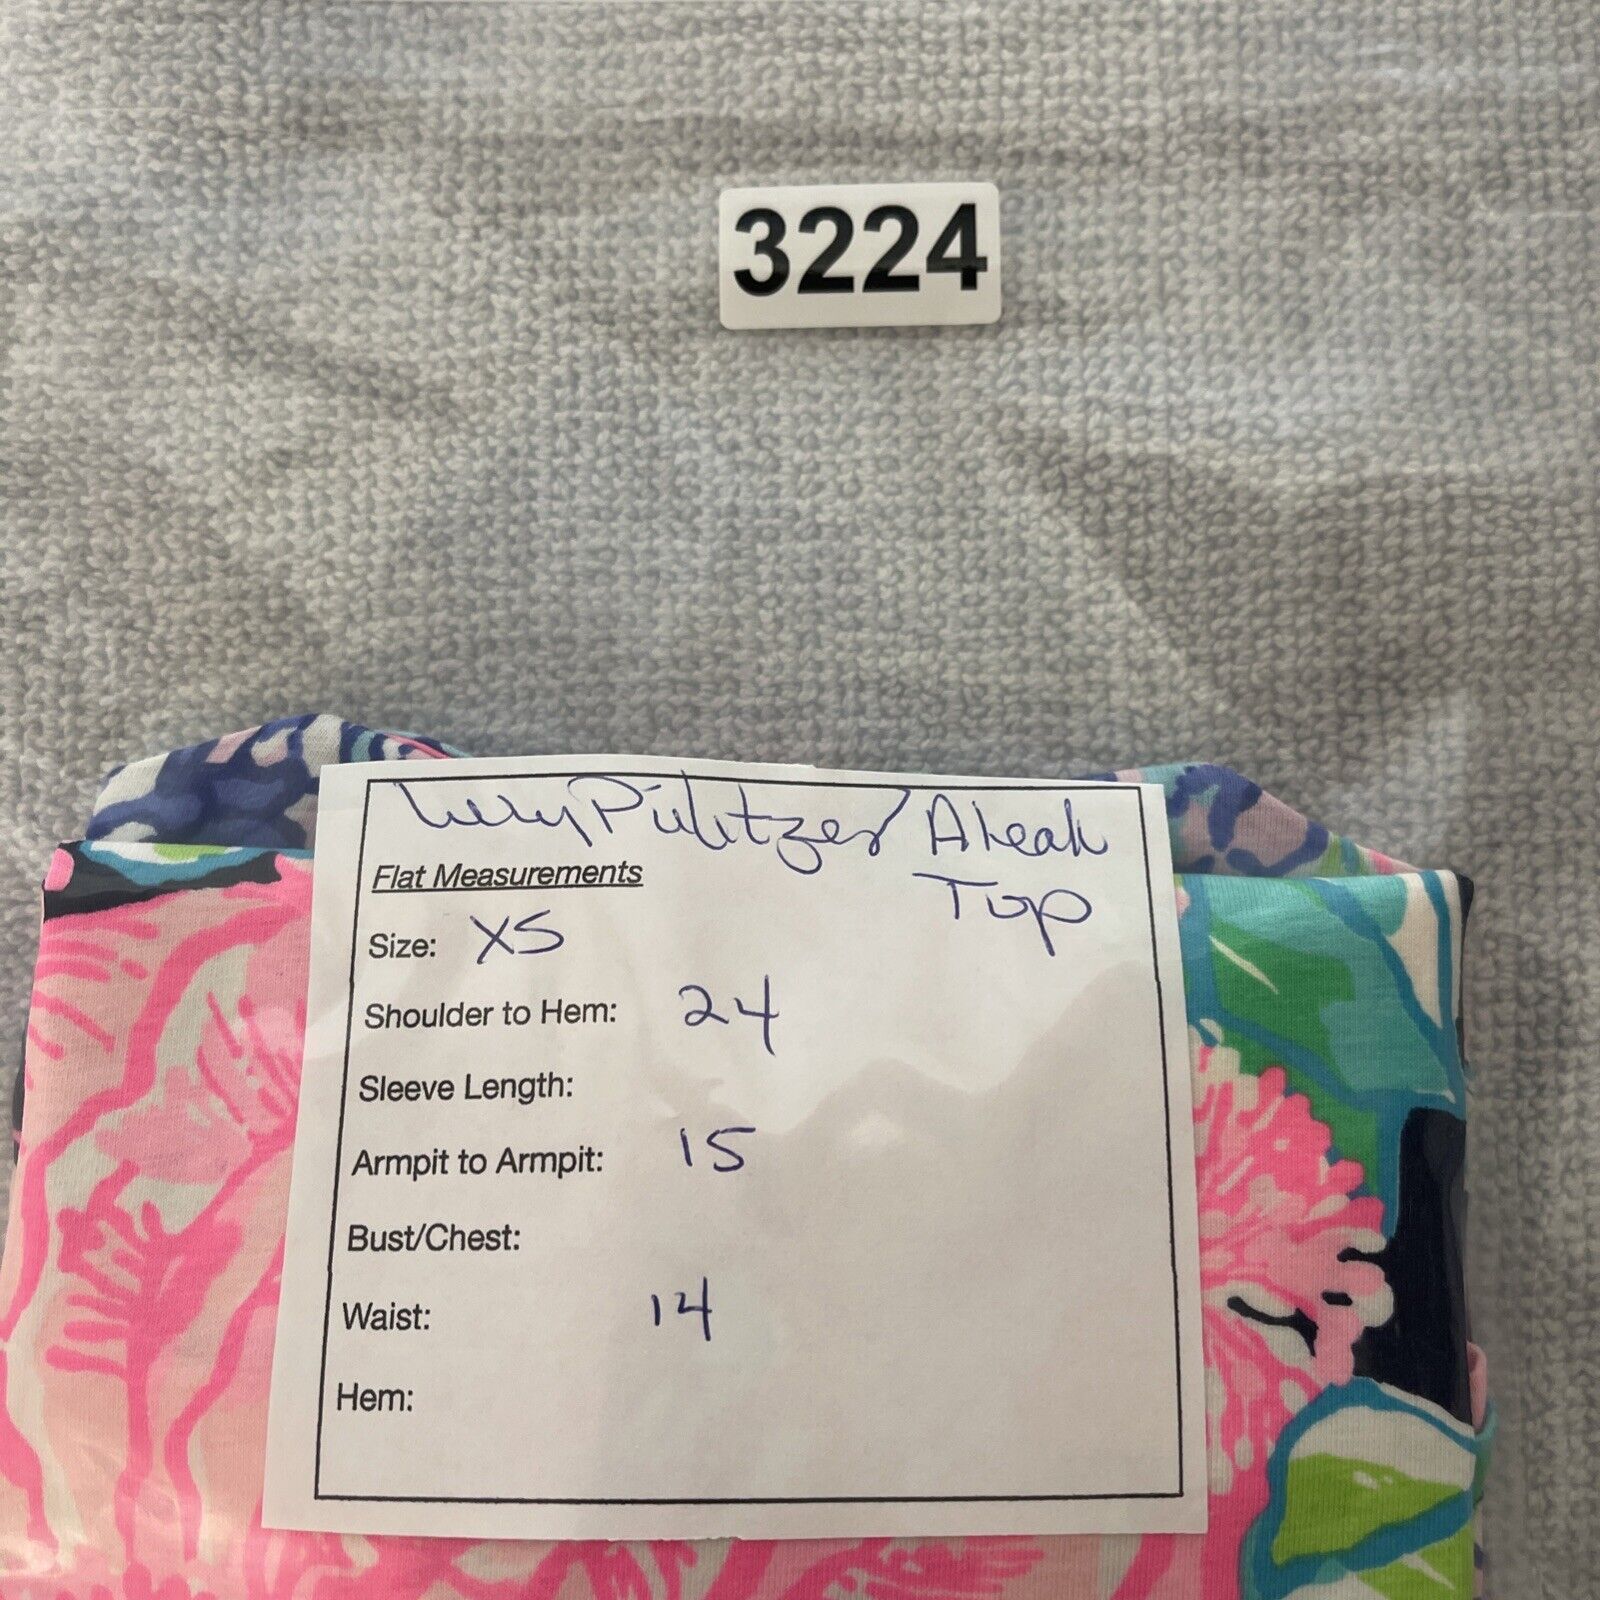 3224
Lilly Pulitzer Aleah
Top
Flat Measurements
Size: XS
Shoulder to Hem: 24
Sleeve Length:
Armpit to Armpit: 15
Bust/Chest:
Waist: 14
Hem: